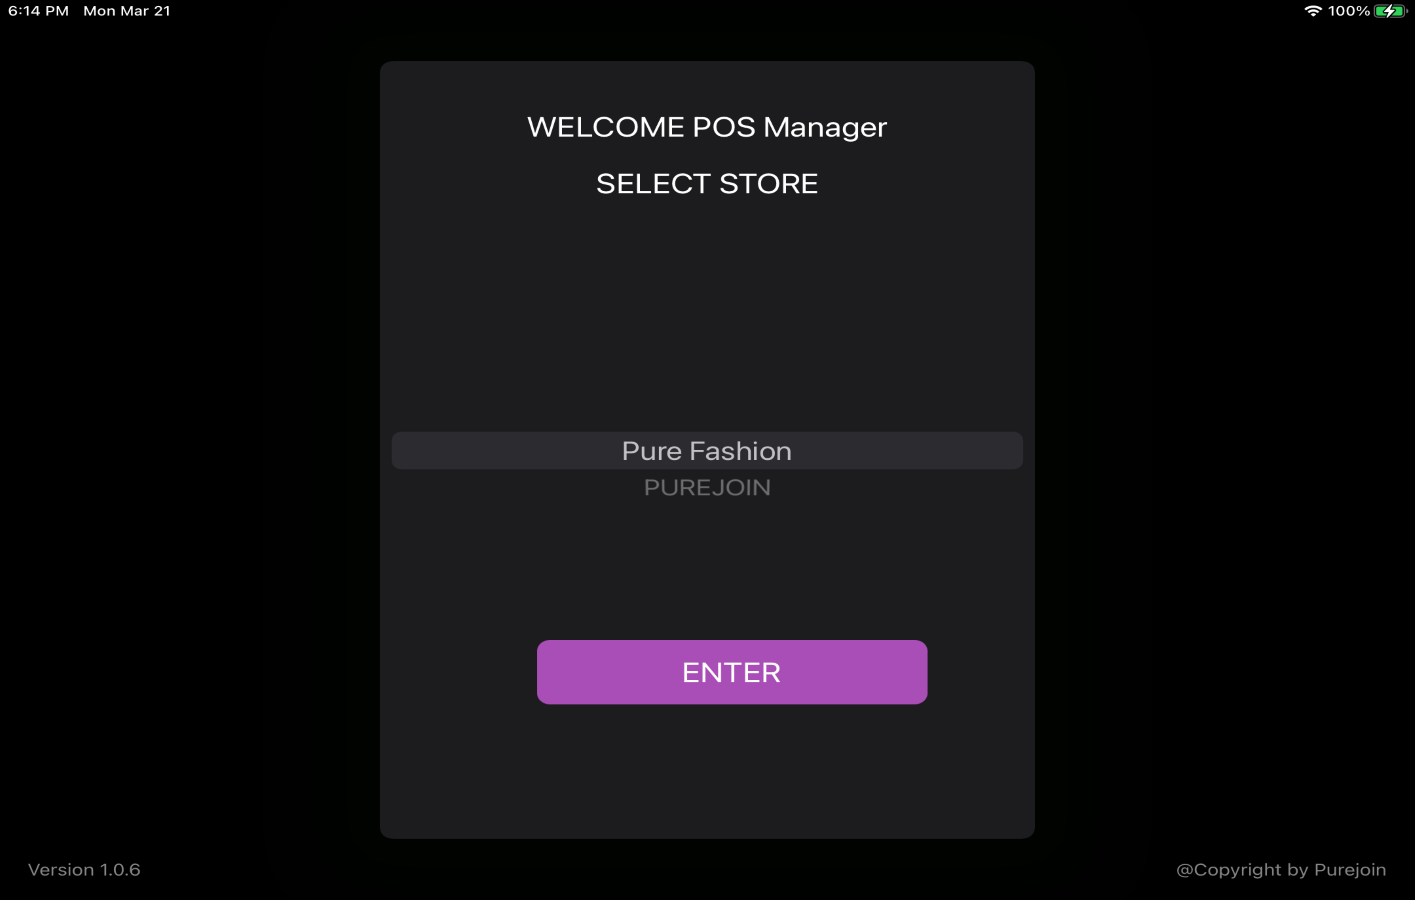 6:14 PM Mon Mar 21 100%
WELCOME POS Manager
SELECT STORE
Pure Fashion
PUREJOIN
ENTER
Version 1.0.6 @Copyright by Purejoin